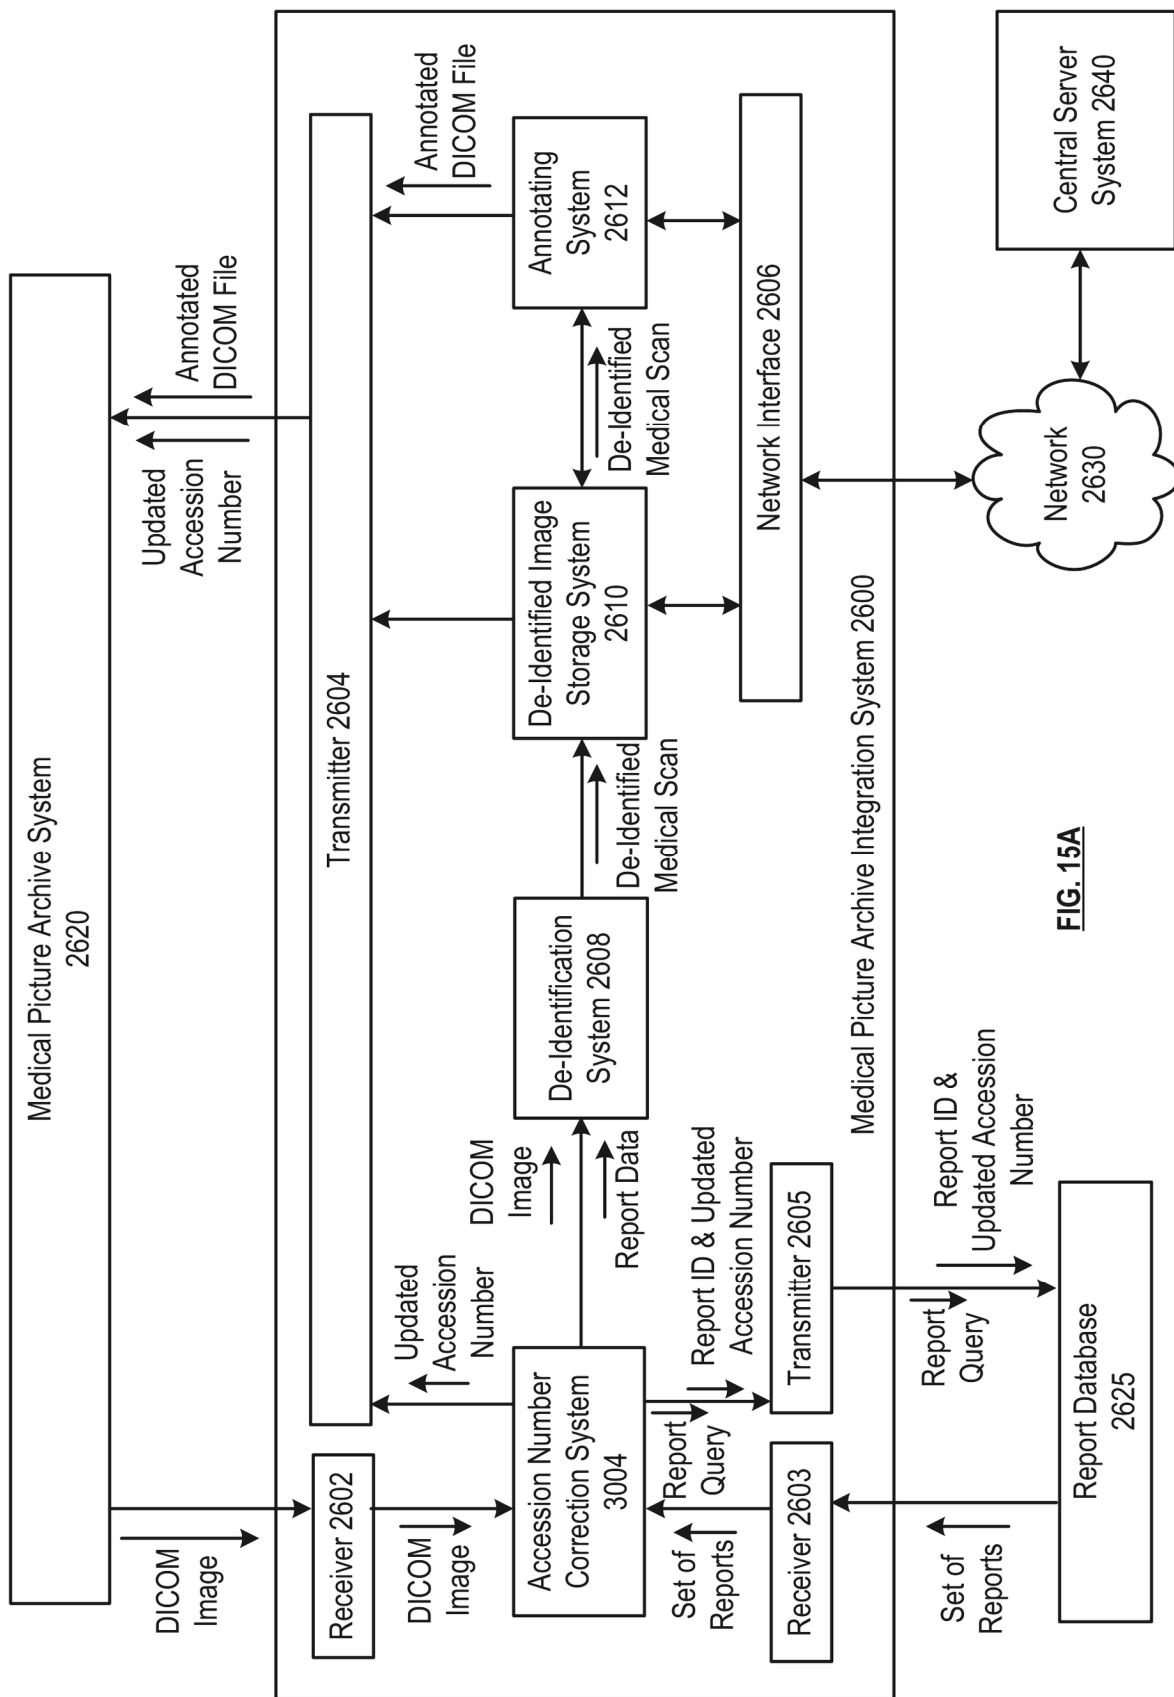 Medical Picture Archive System
2620
DICOM
Image
Updated
Accession
Number
Annotated
DICOM File
Receiver 2602
Transmitter 2604
DICOM
Image
Updated
Accession
Number
Annotated
DICOM File
Accession Number
Correction System
3004
DICOM
Image
Report Data
De-Identification
System 2608
De-Identified
Medical Scan
De-Identified Image
Storage System
2610
De-Identified
Medical Scan
Annotating
System
2612
Set of
Reports
Report
Query
Report ID & Updated
Accession Number
Receiver 2603
Transmitter 2605
Network Interface 2606
Medical Picture Archive Integration System 2600
Set of
Reports
Report
Query
Report ID &
Updated Accession
Number
Report Database
2625
Network
2630
Central Server
System 2640
FIG. 15A